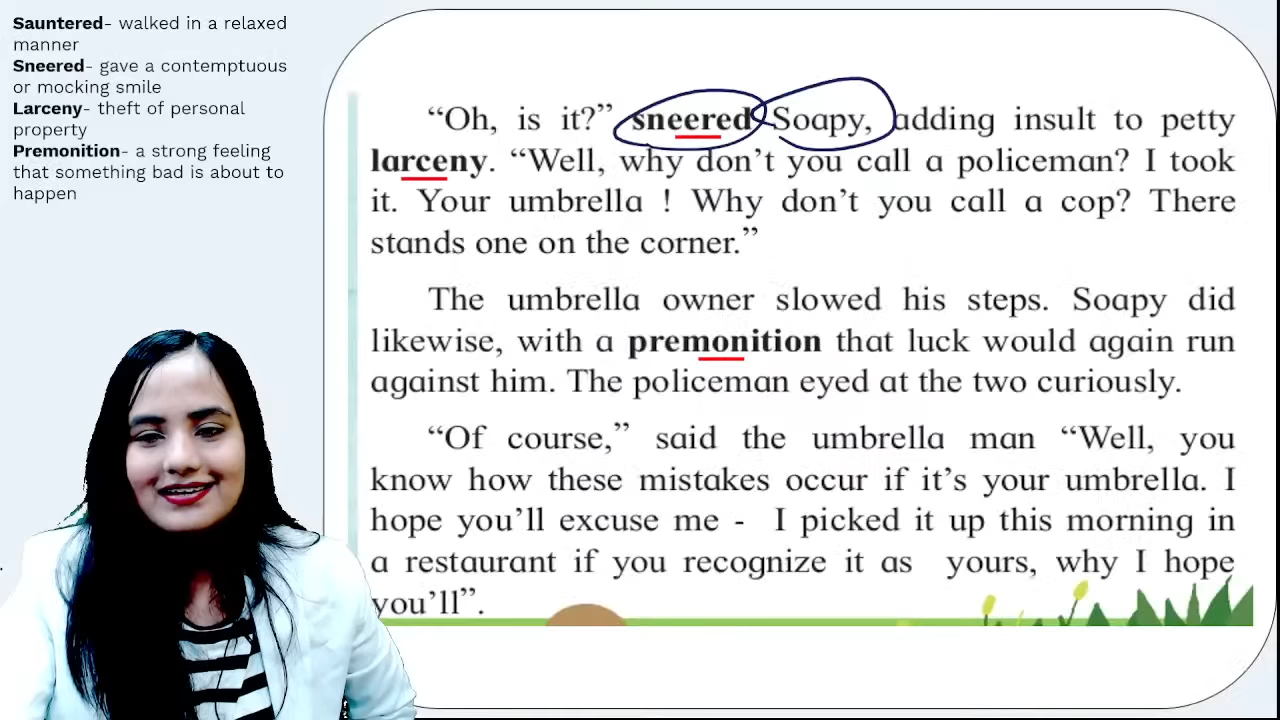 Sauntered- walked in a relaxed
manner
Sneered- gave a contemptuous
or mocking smile
Larceny- theft of personal
property
Premonition- a strong feeling
that something bad is about to
happen
“Oh, is it?” sneered Soapy, adding insult to petty
larceny. “Well, why don’t you call a policeman? I took
it. Your umbrella ! Why don’t you call a cop? There
stands one on the corner.”
The umbrella owner slowed his steps. Soapy did
likewise, with a premonition that luck would again run
against him. The policeman eyed at the two curiously.
“Of course,” said the umbrella man “Well, you
know how these mistakes occur if it’s your umbrella. I
hope you’ll excuse me - I picked it up this morning in
a restaurant if you recognize it as yours, why I hope
you’ll”.